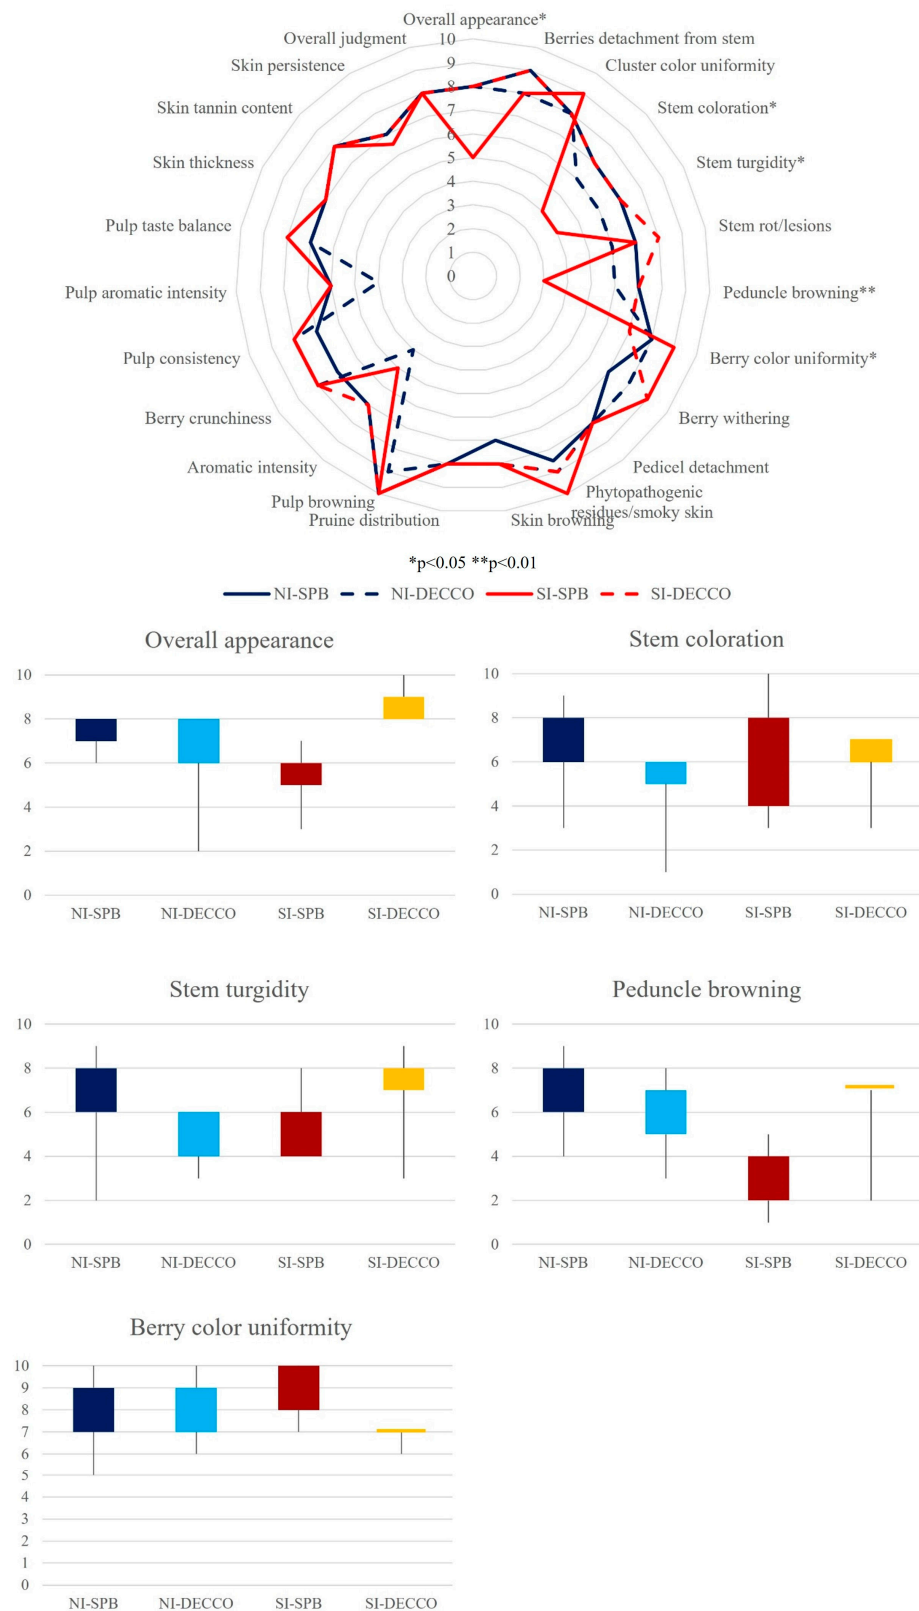 Overall appearance*
Overall judgment
Berries detachment from stem
Skin persistence
Cluster color uniformity
Skin tannin content
Stem coloration*
Skin thickness
Stem turgidity*
Pulp taste balance
Stem rot/lesions
Pulp aromatic intensity
Peduncle browning**
Pulp consistency
Berry color uniformity*
Berry crunchiness
Berry withering
Aromatic intensity
Pedicel detachment
Pulp browning
Phytopathogenic
residues/smoky skin
Pruine distribution
Skin browning
10
9
8
7
6
5
4
3
2
1
0
*p<0.05 **p<0.01
NI-SPB NI-DECCO SI-SPB SI-DECCO
Overall appearance
10
8
6
4
2
0
NI-SPB NI-DECCO SI-SPB SI-DECCO
Stem coloration
10
8
6
4
2
0
NI-SPB NI-DECCO SI-SPB SI-DECCO
Stem turgidity
10
8
6
4
2
0
NI-SPB NI-DECCO SI-SPB SI-DECCO
Peduncle browning
10
8
6
4
2
0
NI-SPB NI-DECCO SI-SPB SI-DECCO
Berry color uniformity
10
9
8
7
6
5
4
3
2
1
0
NI-SPB NI-DECCO SI-SPB SI-DECCO